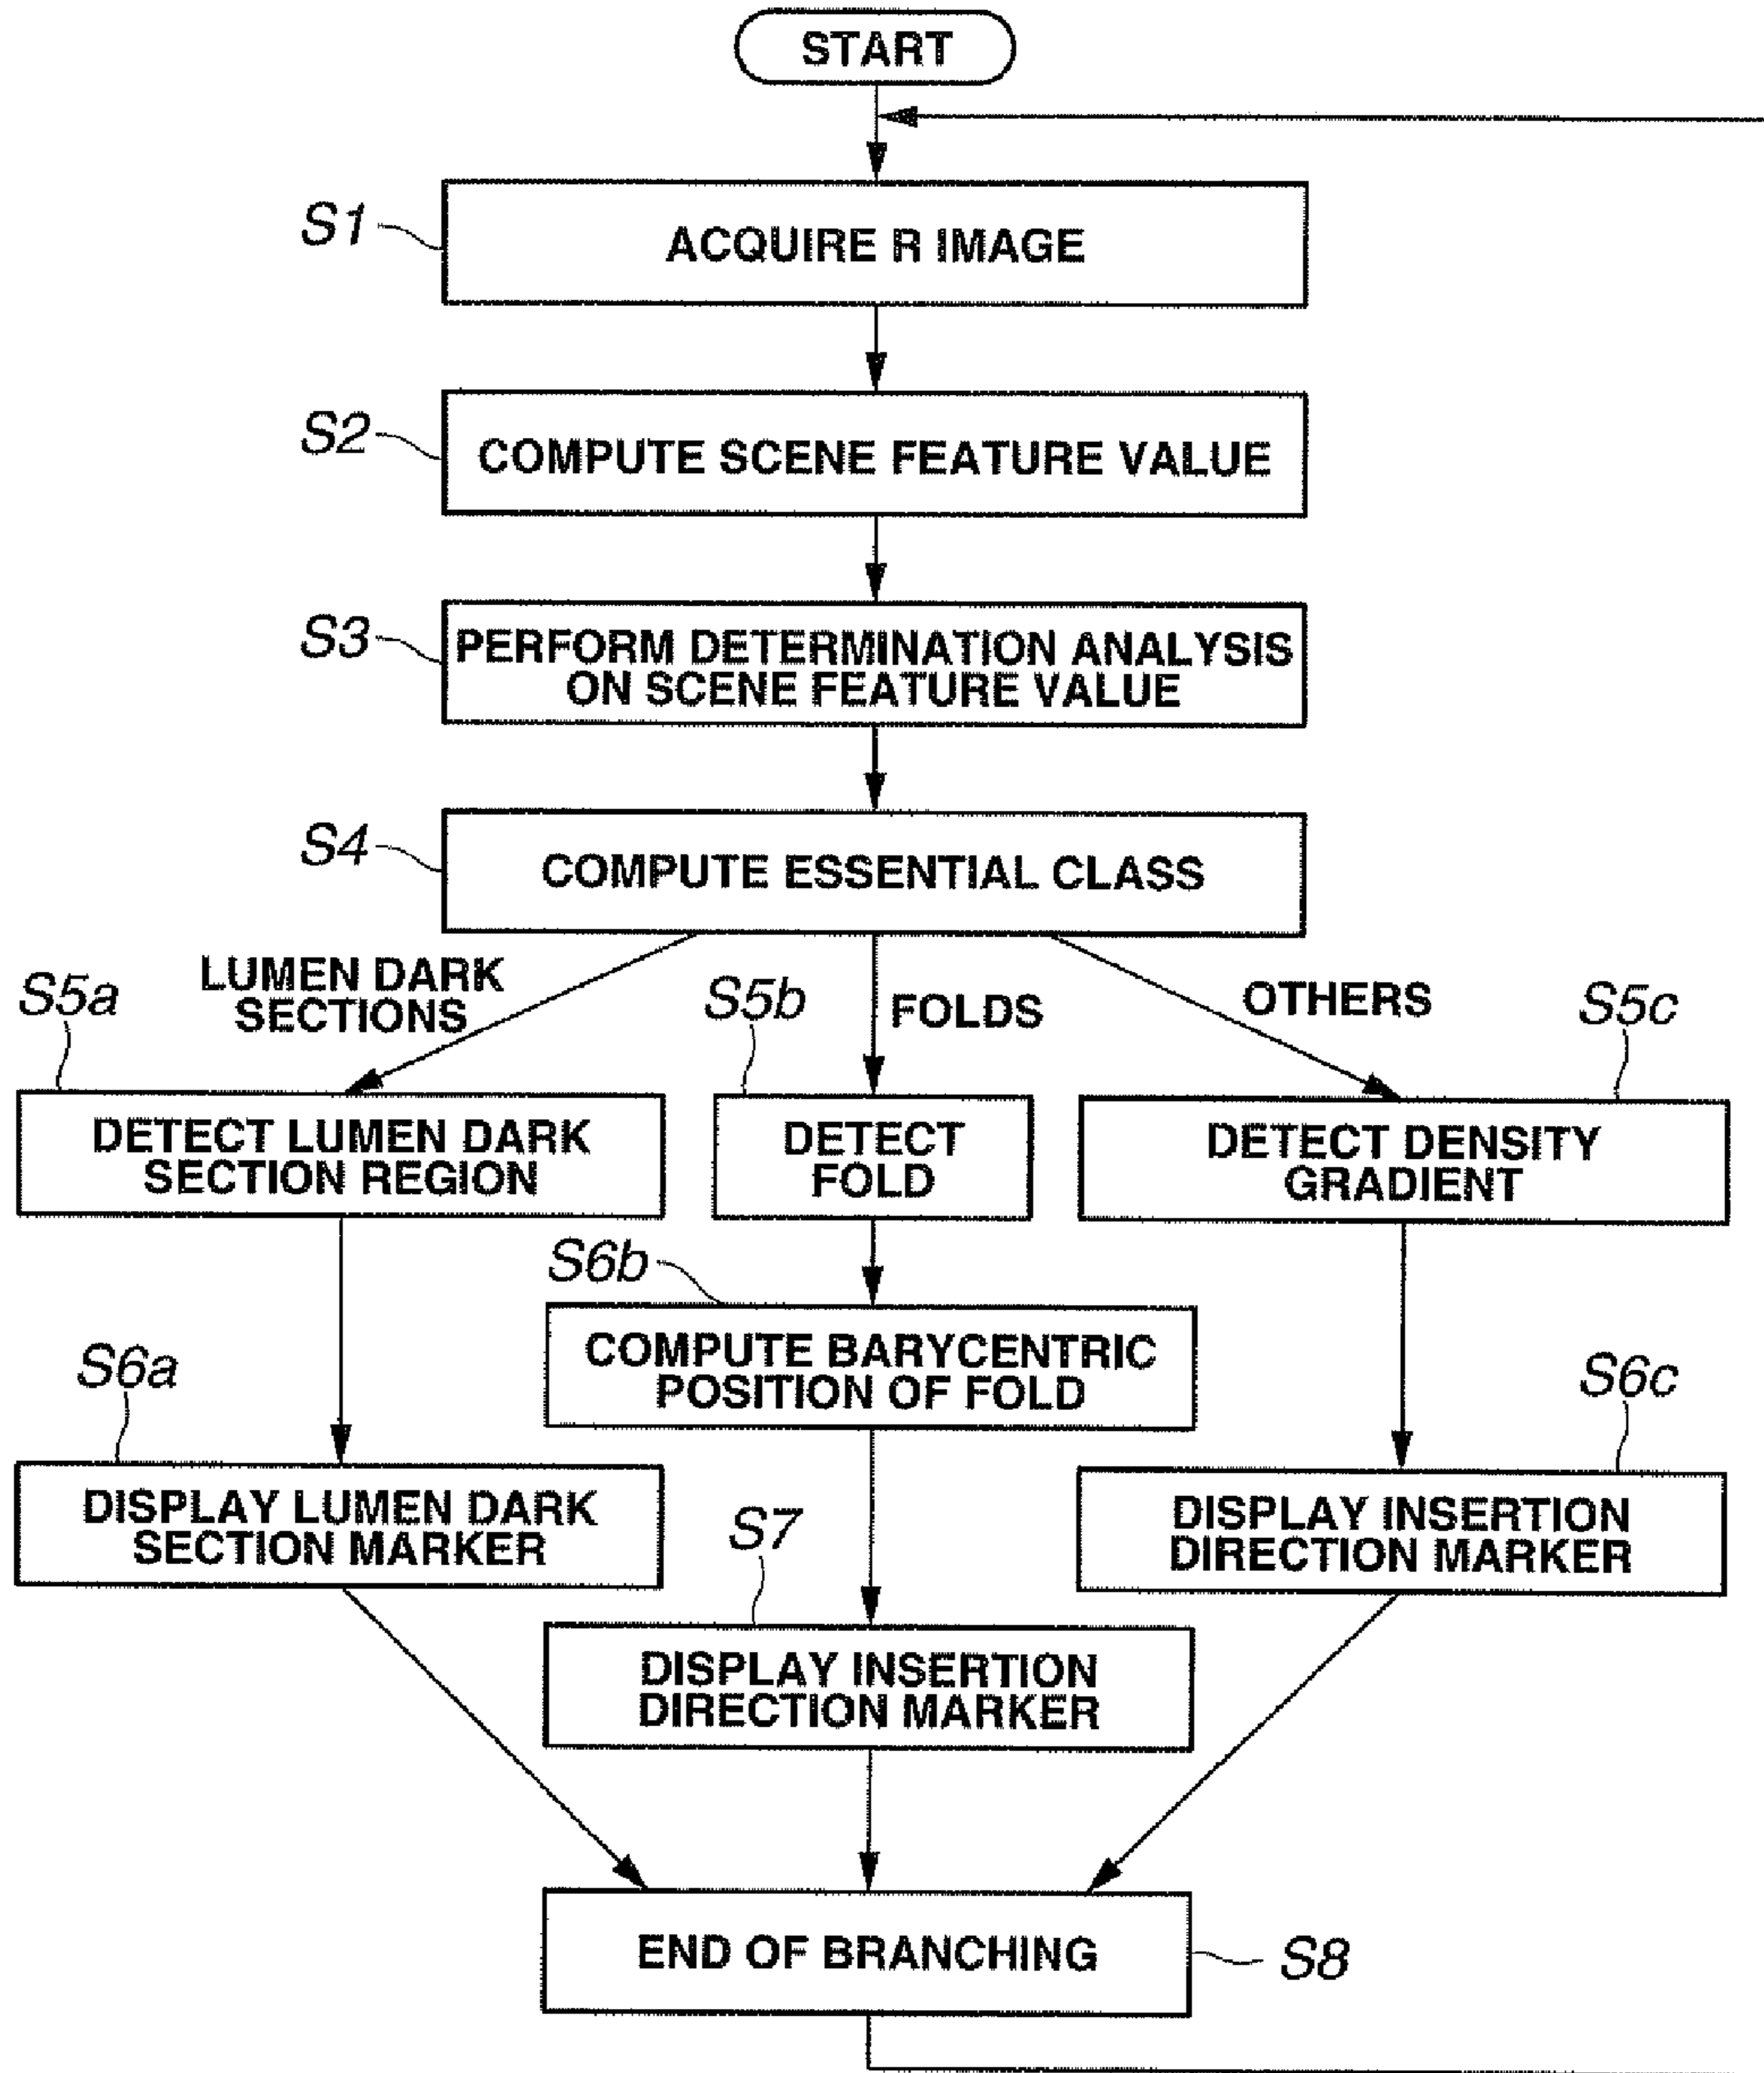 START
S1
ACQUIRE R IMAGE
S2
COMPUTE SCENE FEATURE VALUE
S3
PERFORM DETERMINATION ANALYSIS
ON SCENE FEATURE VALUE
S4
COMPUTE ESSENTIAL CLASS
LUMEN DARK
SECTIONS
FOLDS
OTHERS
S5a
DETECT LUMEN DARK
SECTION REGION
S5b
DETECT
FOLD
S5c
DETECT DENSITY
GRADIENT
S6b
COMPUTE BARYCENTRIC
POSITION OF FOLD
S6a
DISPLAY LUMEN DARK
SECTION MARKER
S6c
DISPLAY INSERTION
DIRECTION MARKER
S7
DISPLAY INSERTION
DIRECTION MARKER
END OF BRANCHING
S8